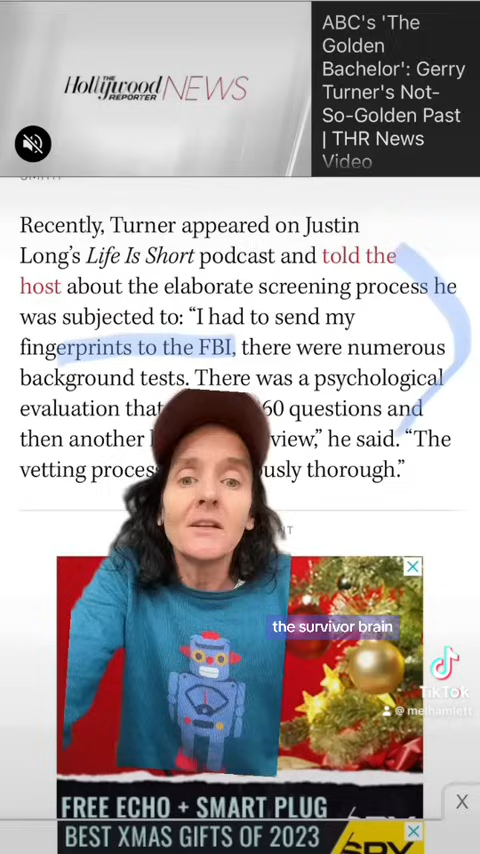 THE
Hollywood
REPORTER
NEWS
ABC's 'The
Golden
Bachelor': Gerry
Turner's Not-
So-Golden Past
| THR News
Video
Recently, Turner appeared on Justin
Long’s Life Is Short podcast and told the
host about the elaborate screening process he
was subjected to: “I had to send my
fingerprints to the FBI, there were numerous
background tests. There was a psychological
evaluation that 60 questions and
then another view,” he said. “The
vetting process ously thorough.”
the survivor brain
TikTok
@melhamlett
FREE ECHO + SMART PLUG
BEST XMAS GIFTS OF 2023
SPY
X